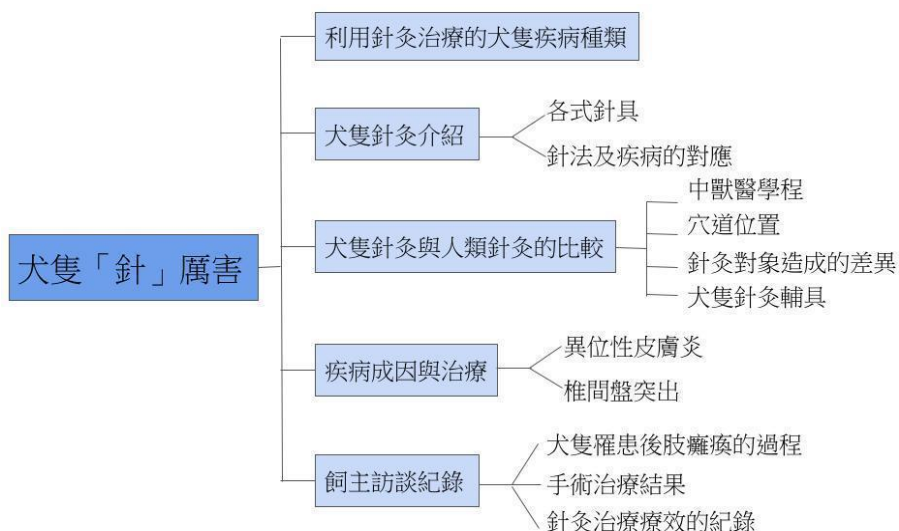 犬隻「針」厲害
利用針灸治療的犬隻疾病種類
犬隻針灸介紹
各式針具
針法及疾病的對應
犬隻針灸與人類針灸的比較
中獸醫學程
穴道位置
針灸對象造成的差異
犬隻針灸輔具
疾病成因與治療
異位性皮膚炎
椎間盤突出
飼主訪談紀錄
犬隻罹患後肢癱瘓的過程
手術治療結果
針灸治療療效的紀錄